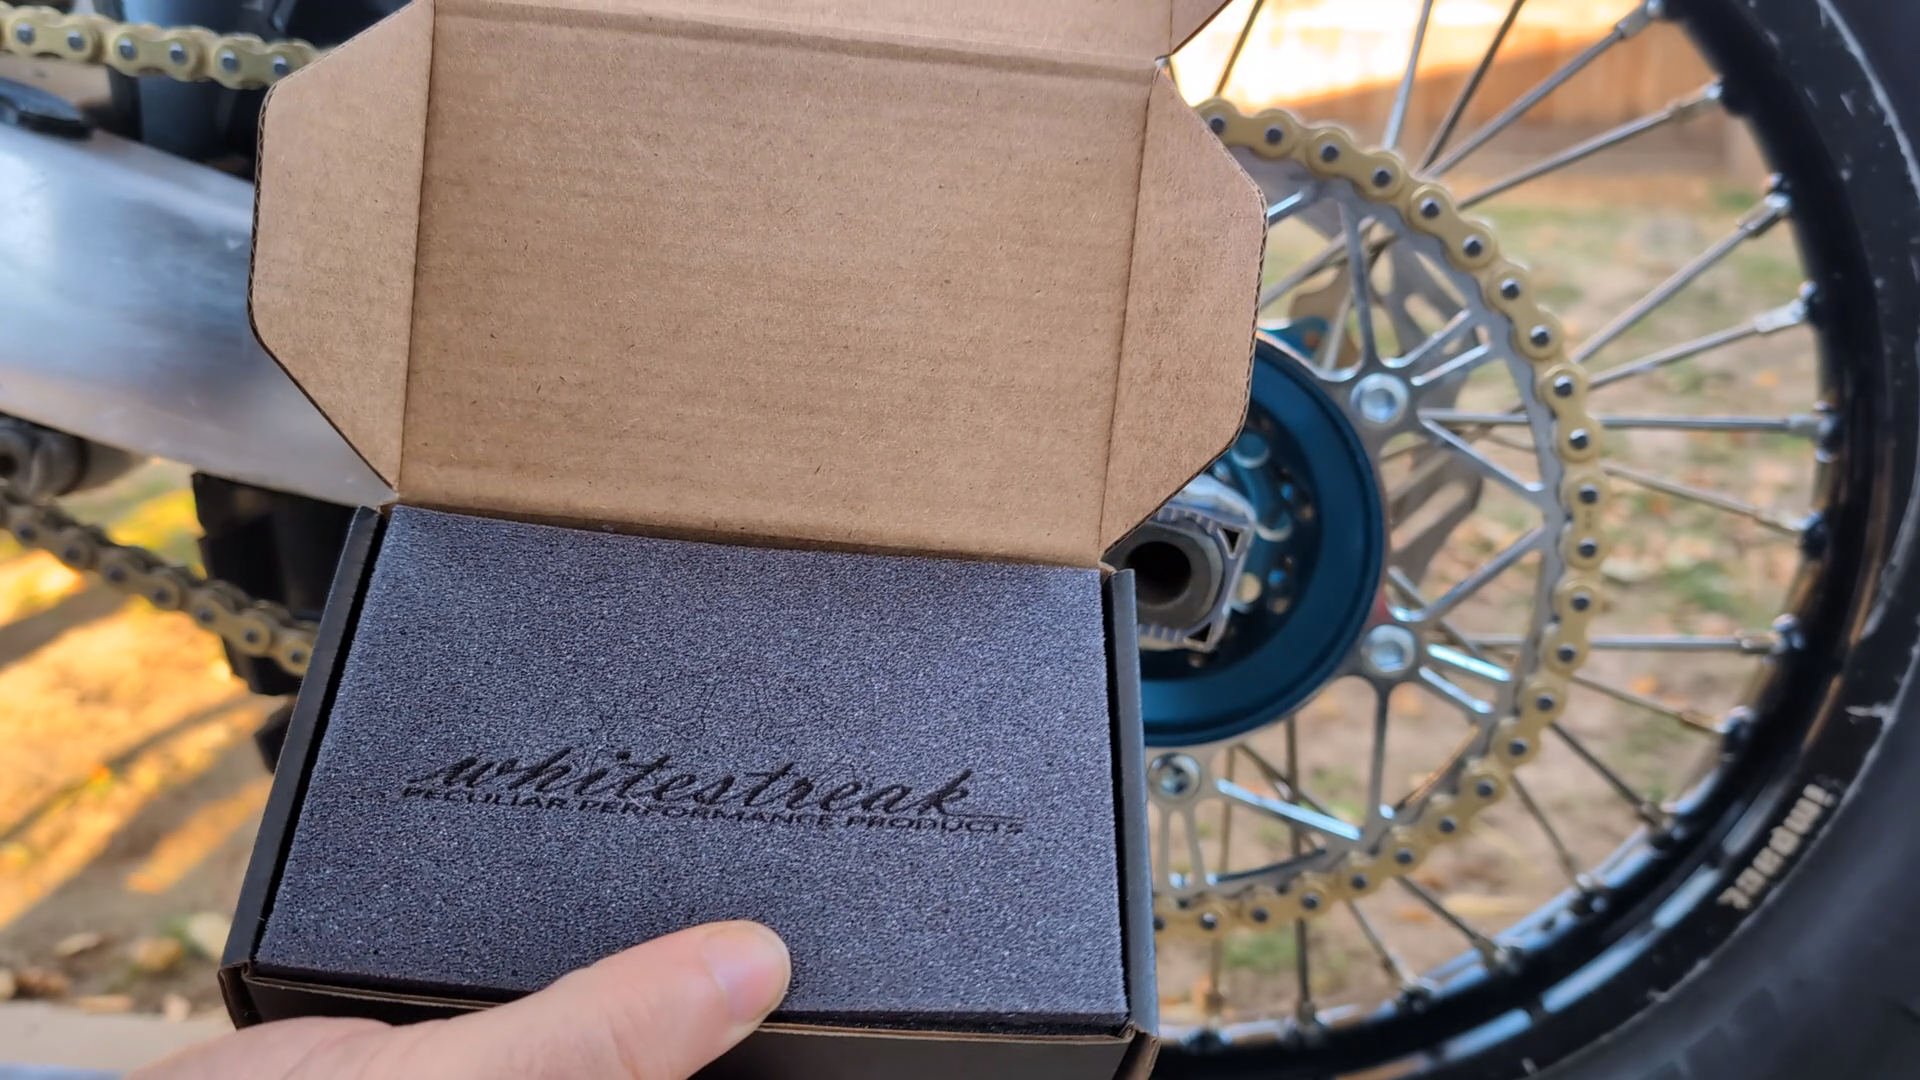 whitestreak
PECULIAR PERFORMANCE PRODUCTS